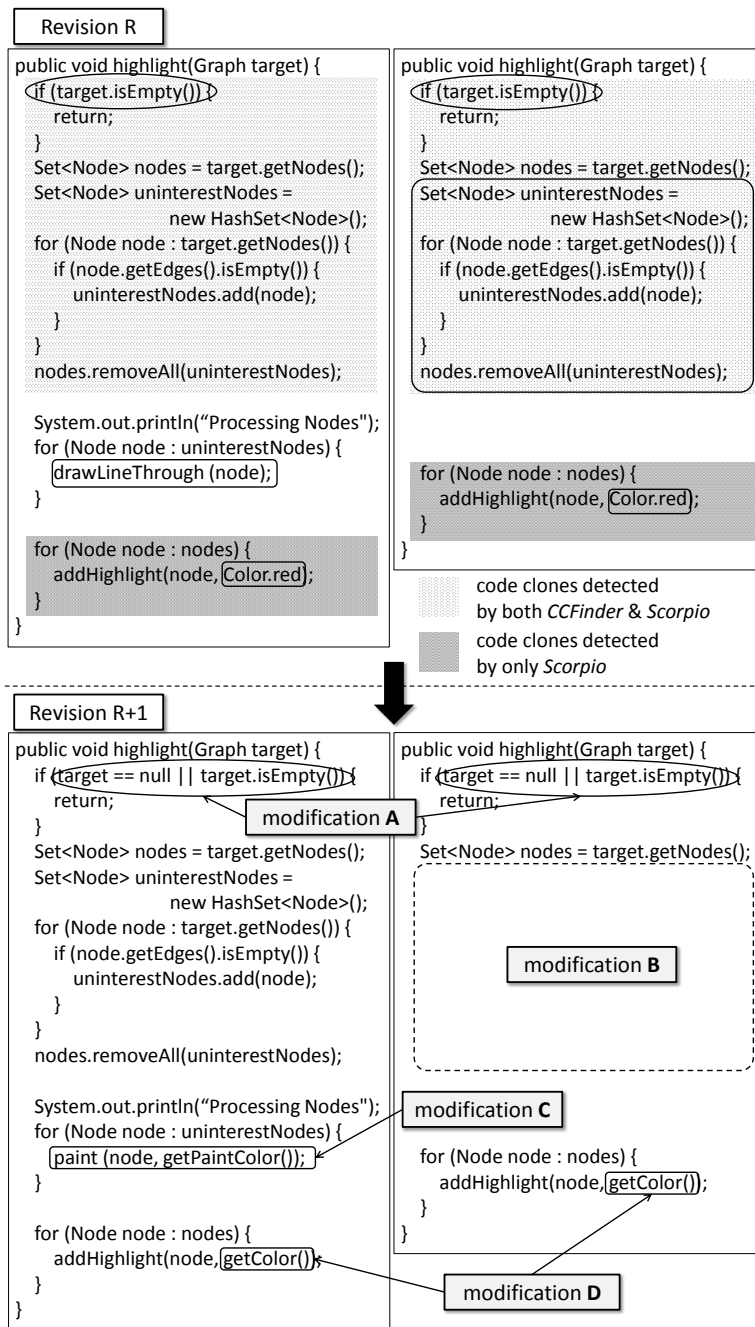 Revision R
public void highlight(Graph target) {
if (target.isEmpty()) {
return;
}
Set<Node> nodes = target.getNodes();
Set<Node> uninterestNodes =
new HashSet<Node>();
for (Node node : target.getNodes()) {
if (node.getEdges().isEmpty()) {
uninterestNodes.add(node);
}
}
nodes.removeAll(uninterestNodes);
System.out.println(“Processing Nodes");
for (Node node : uninterestNodes) {
drawLineThrough (node);
}
for (Node node : nodes) {
addHighlight(node, Color.red);
}
}
public void highlight(Graph target) {
if (target.isEmpty()) {
return;
}
Set<Node> nodes = target.getNodes();
Set<Node> uninterestNodes =
new HashSet<Node>();
for (Node node : target.getNodes()) {
if (node.getEdges().isEmpty()) {
uninterestNodes.add(node);
}
}
nodes.removeAll(uninterestNodes);
for (Node node : nodes) {
addHighlight(node, Color.red);
}
}
code clones detected
by both CCFinder & Scorpio
code clones detected
by only Scorpio
Revision R+1
public void highlight(Graph target) {
if (target == null || target.isEmpty()) {
return;
}
Set<Node> nodes = target.getNodes();
Set<Node> uninterestNodes =
new HashSet<Node>();
for (Node node : target.getNodes()) {
if (node.getEdges().isEmpty()) {
uninterestNodes.add(node);
}
}
nodes.removeAll(uninterestNodes);
System.out.println(“Processing Nodes");
for (Node node : uninterestNodes) {
paint (node, getPaintColor());
}
for (Node node : nodes) {
addHighlight(node, getColor());
}
}
modification A
public void highlight(Graph target) {
if (target == null || target.isEmpty()) {
return;
}
Set<Node> nodes = target.getNodes();
modification B
modification C
for (Node node : nodes) {
addHighlight(node, getColor());
}
}
modification D